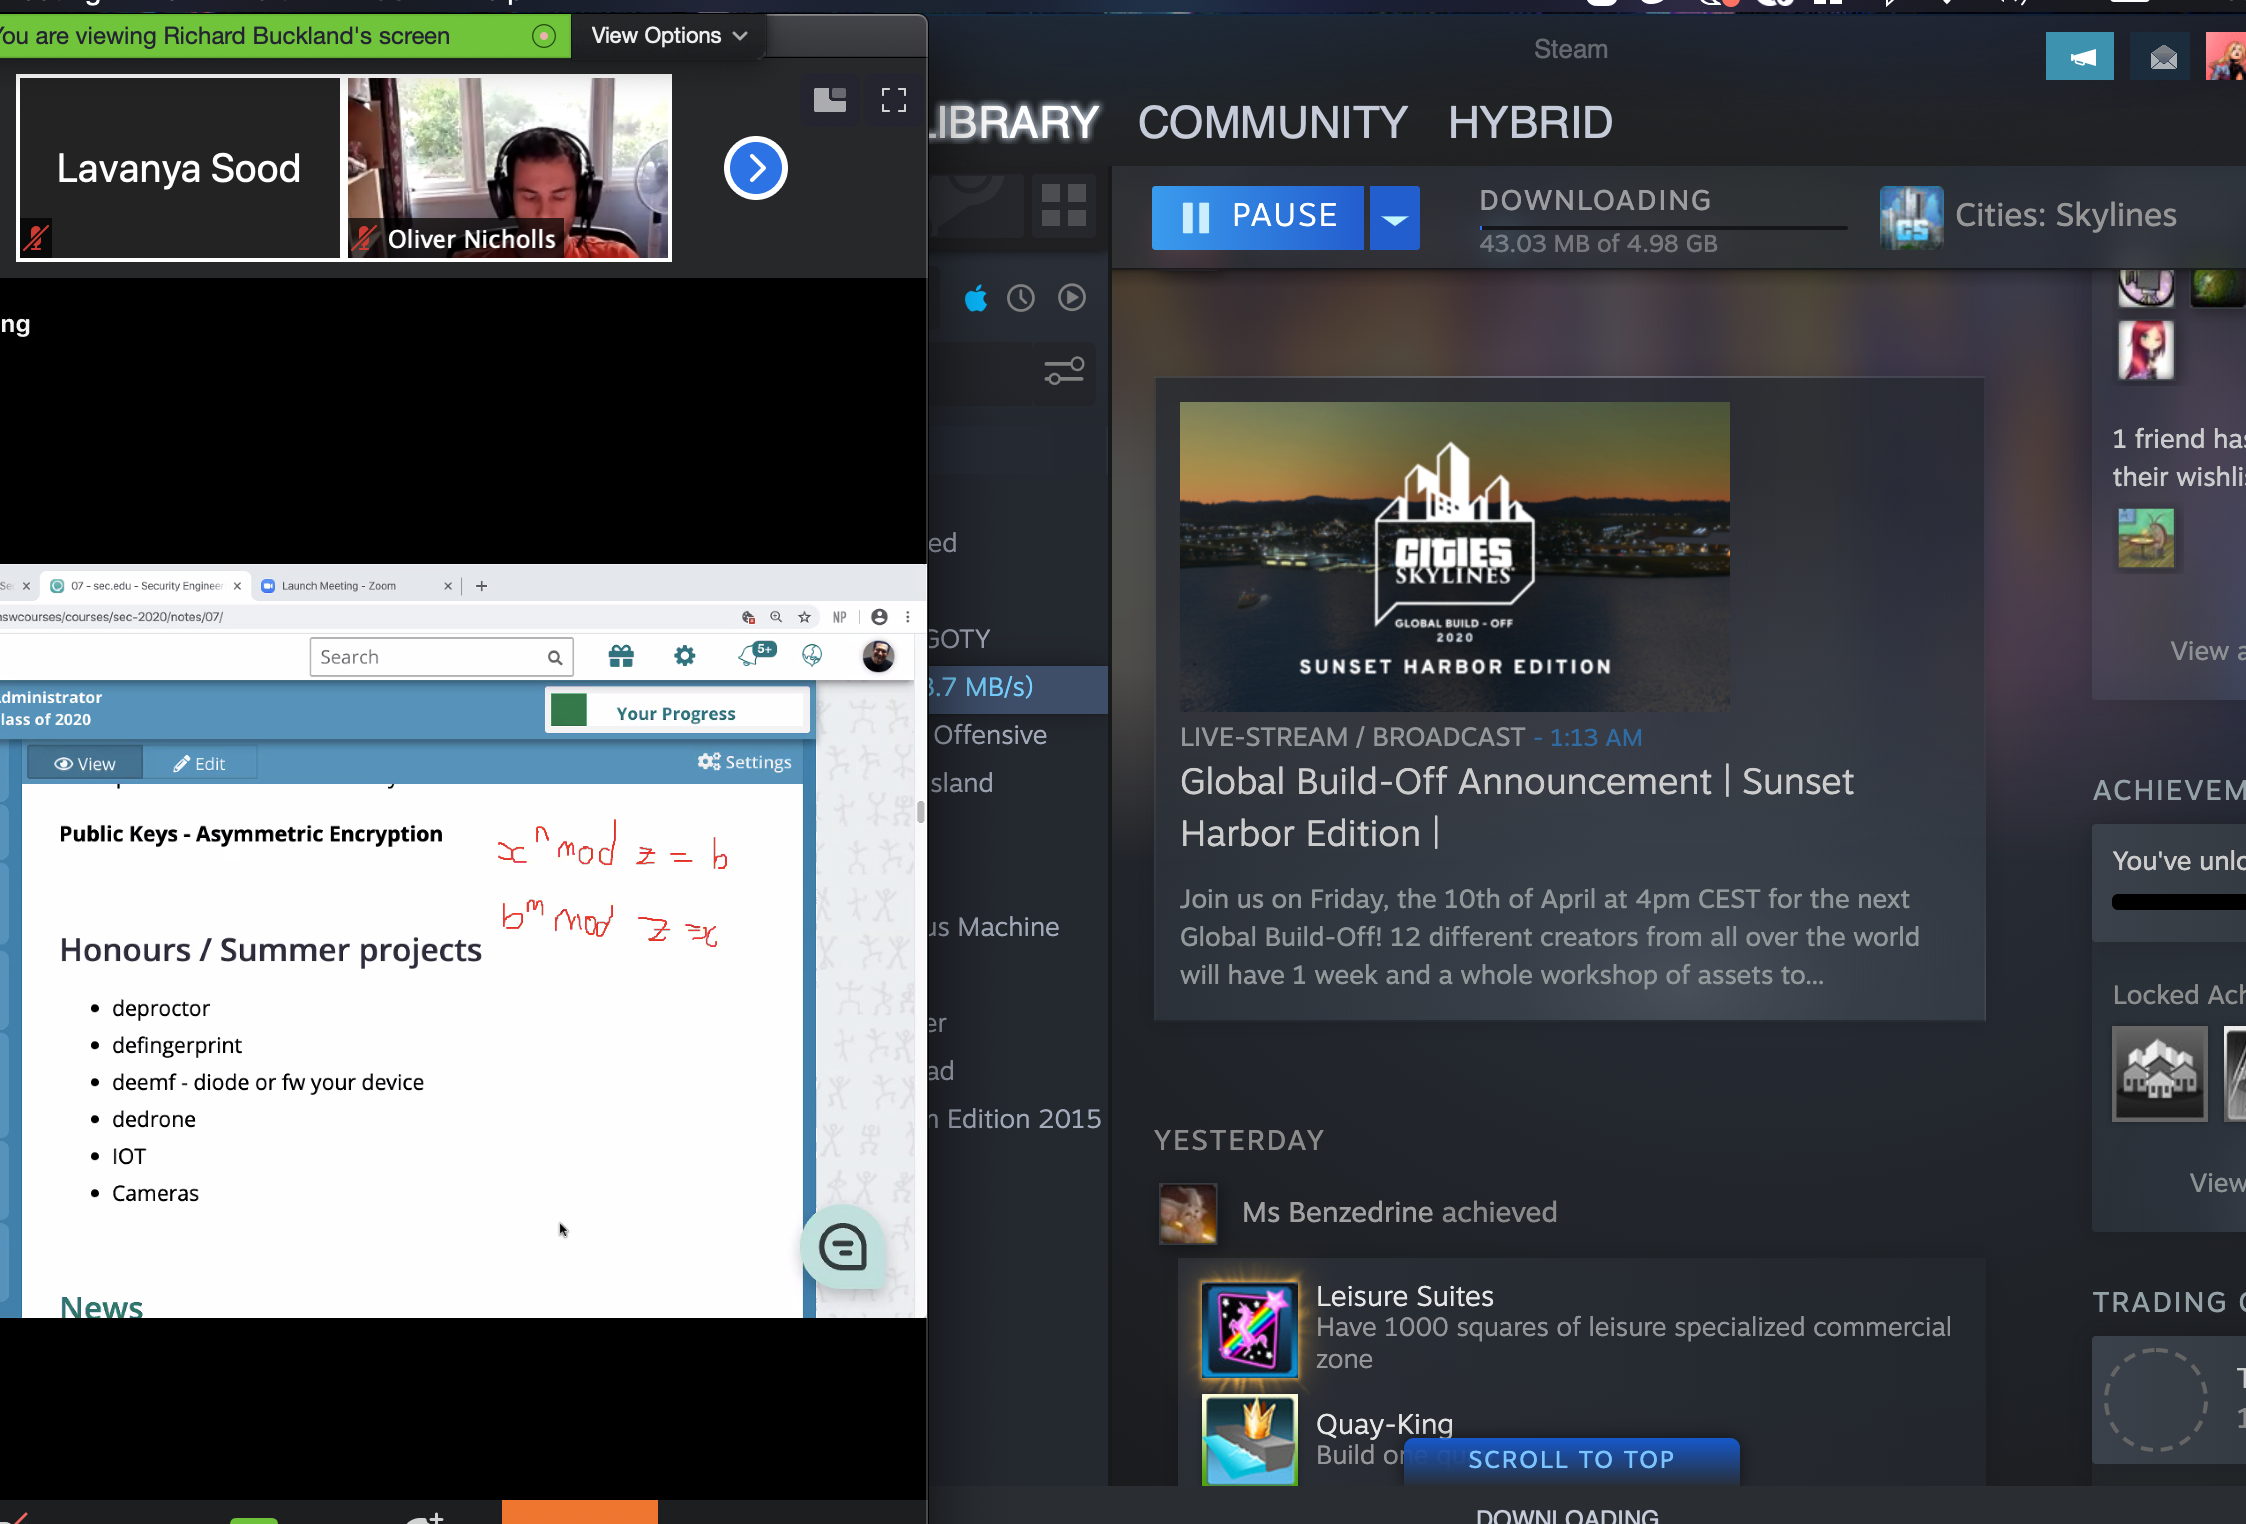 You are viewing Richard Buckland's screen
View Options
Lavanya Sood
Oliver Nicholls
ng
07 - sec.edu - Security Engineer
Launch Meeting - Zoom
nswcourses/courses/sec-2020/notes/07/
NP
Search
5+
dministrator
lass of 2020
Your Progress
View
Edit
Settings
Public Keys - Asymmetric Encryption
x^n mod z = b
b^m mod z = x
Honours / Summer projects
• deproctor
• defingerprint
• deemf - diode or fw your device
• dedrone
• IOT
• Cameras
News
Steam
LIBRARY COMMUNITY HYBRID
PAUSE
DOWNLOADING
43.03 MB of 4.98 GB
Cities: Skylines
ed
GOTY
3.7 MB/s)
Offensive
sland
us Machine
er
ad
n Edition 2015
CITIES
SKYLINES
GLOBAL BUILD - OFF
2020
SUNSET HARBOR EDITION
LIVE-STREAM / BROADCAST - 1:13 AM
Global Build-Off Announcement | Sunset
Harbor Edition |
Join us on Friday, the 10th of April at 4pm CEST for the next
Global Build-Off! 12 different creators from all over the world
will have 1 week and a whole workshop of assets to...
YESTERDAY
Ms Benzedrine achieved
Leisure Suites
Have 1000 squares of leisure specialized commercial
zone
Quay-King
Build one qu
SCROLL TO TOP
DOWNLOADING
1 friend has
their wishli
View a
ACHIEVEM
You've unlo
Locked Ach
View
TRADING C